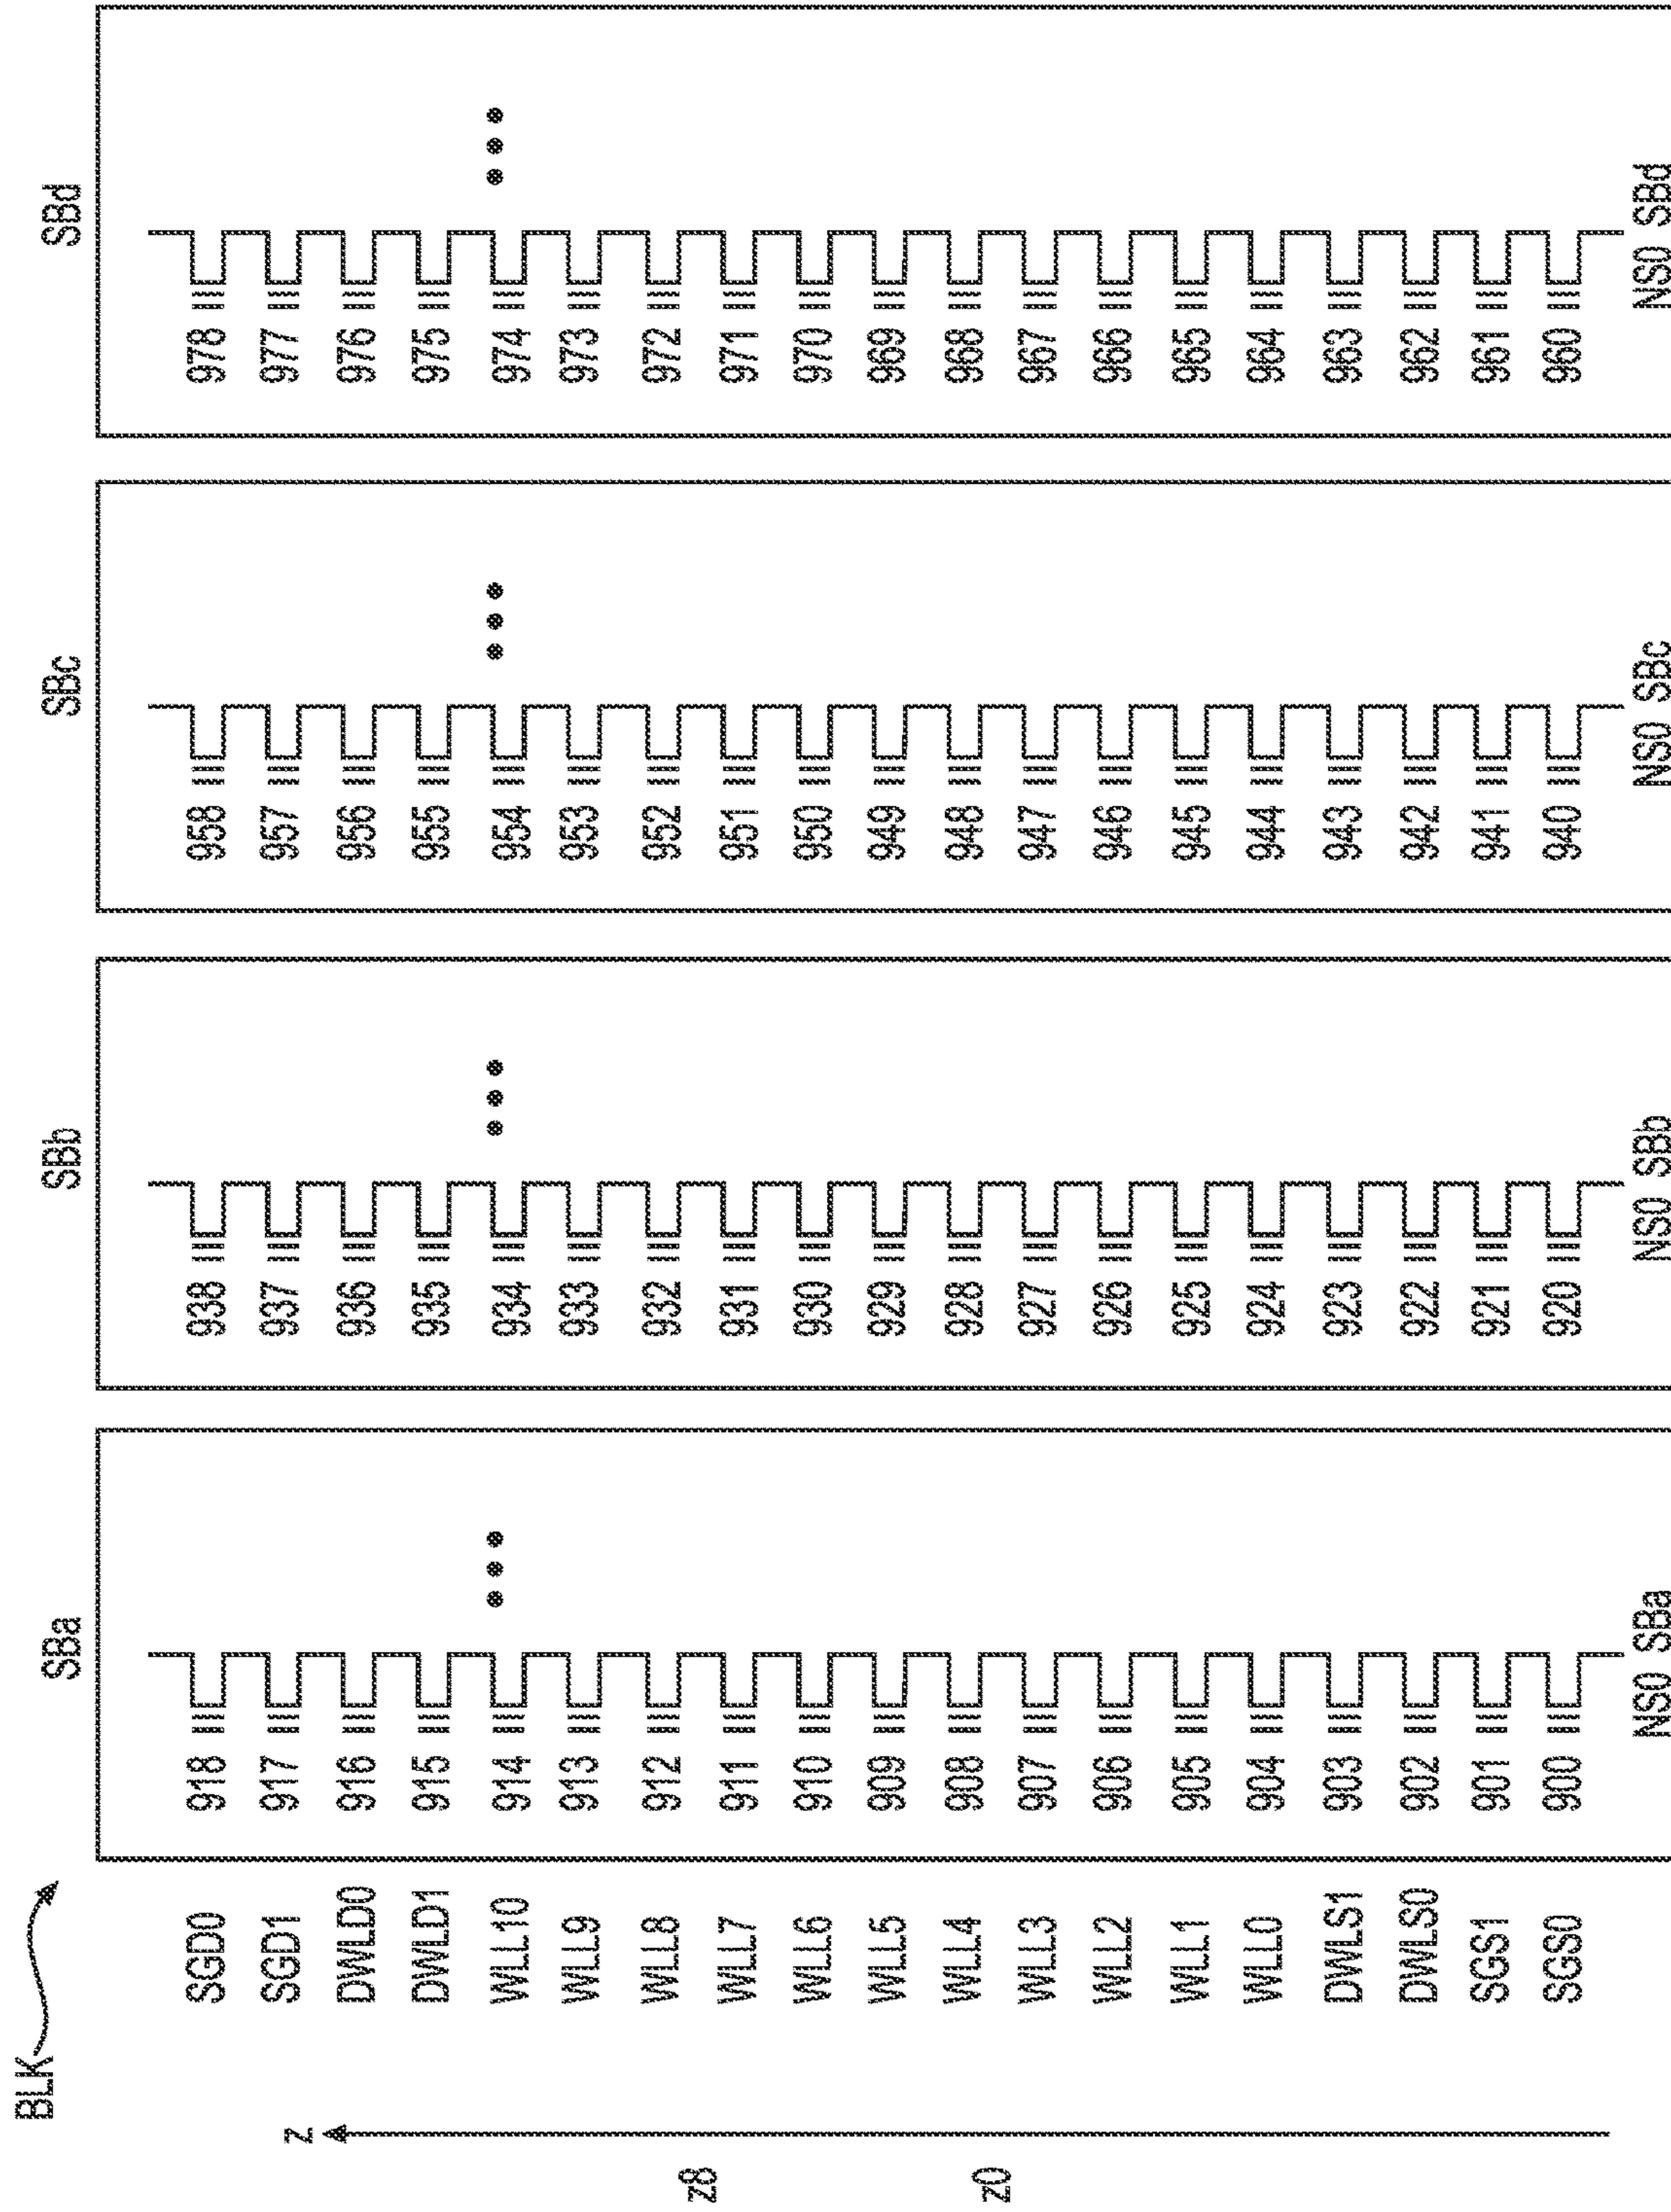 BLK
SBa SBb SBc SBd
SGD0 918 938 958 978
SGD1 917 937 957 977
z
DWLD0 916 936 956 976
DWLD1 915 935 955 975
WLL10 914 934 954 974
WLL9 913 933 953 973
WLL8 912 932 952 972
z8
WLL7 911 931 951 971
WLL6 910 930 950 970
WLL5 909 929 949 969
WLL4 908 928 948 968
z0
WLL3 907 927 947 967
WLL2 906 926 946 966
WLL1 905 925 945 965
WLL0 904 924 944 964
DWLS1 903 923 943 963
DWLS0 902 922 942 962
SGS1 901 921 941 961
SGS0 900 920 940 960
NS0 SBa NS0 SBb NS0 SBc NS0 SBd